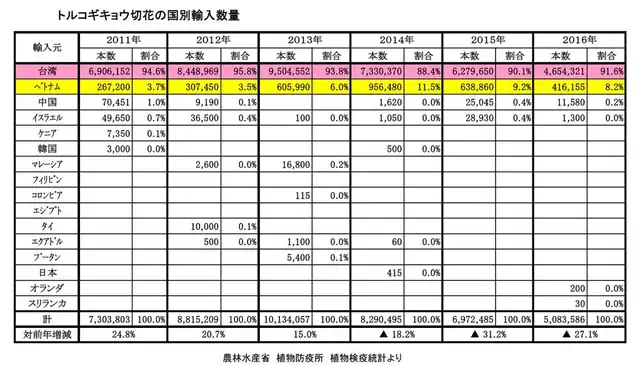 トルコギキョウ切花の国別輸入数量
輸入元 2011年 2012年 2013年 2014年 2015年 2016年
本数 割合 本数 割合 本数 割合 本数 割合 本数 割合 本数 割合
台湾 6,906,152 94.6% 8,448,969 95.8% 9,504,552 93.8% 7,330,370 88.4% 6,279,650 90.1% 4,654,321 91.6%
ﾍﾞﾄﾅﾑ 267,200 3.7% 307,450 3.5% 605,990 6.0% 956,480 11.5% 638,860 9.2% 416,155 8.2%
中国 70,451 1.0% 9,190 0.1% 1,620 0.0% 25,045 0.4% 11,580 0.2%
ｲｽﾗｴﾙ 49,650 0.7% 36,500 0.4% 100 0.0% 1,050 0.0% 28,930 0.4% 1,300 0.0%
ｹﾆｱ 7,350 0.1%
韓国 3,000 0.0% 500 0.0%
ﾏﾚｰｼｱ 2,600 0.0% 16,800 0.2%
ﾌｨﾘﾋﾟﾝ
ｺﾛﾝﾋﾞｱ 115 0.0%
ｴｼﾞﾌﾟﾄ
ﾀｲ 10,000 0.1%
ｴｸｱﾄﾞﾙ 500 0.0% 1,100 0.0% 60 0.0%
ﾌﾞｰﾀﾝ 5,400 0.1%
日本 415 0.0%
オランダ 200 0.0%
スリランカ 30 0.0%
計 7,303,803 100.0% 8,815,209 100.0% 10,134,057 100.0% 8,290,495 100.0% 6,972,485 100.0% 5,083,586 100.0%
対前年増減 24.8% 20.7% 15.0% ▲ 18.2% ▲ 31.2% ▲ 27.1%
農林水産省 植物防疫所 植物検疫統計より